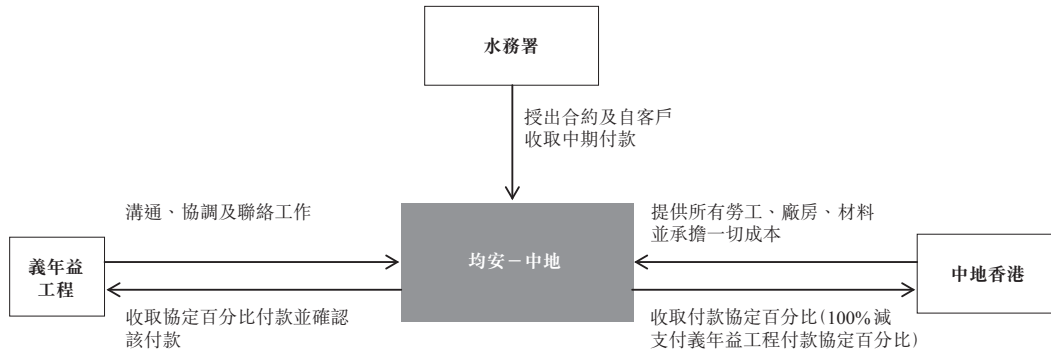 水務署
授出合約及自客戶
收取中期付款
溝通、協調及聯絡工作
提供所有勞工、廠房、材料
並承擔一切成本
義年益
工程
均安－中地
中地香港
收取協定百分比付款並確認
該付款
收取付款協定百分比(100%減
支付義年益工程付款協定百分比)